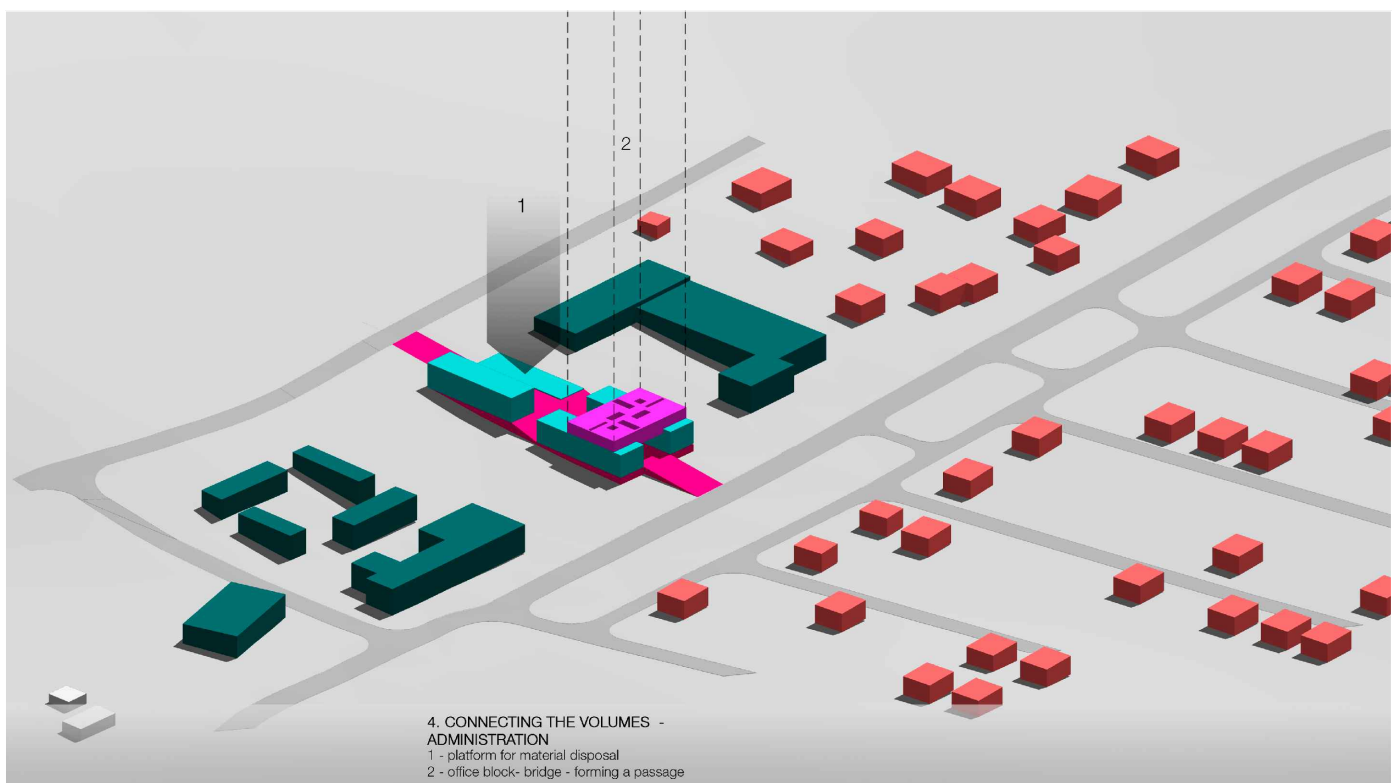 2
1
4. CONNECTING THE VOLUMES -
ADMINISTRATION
1 - platform for material disposal
2 - office block- bridge - forming a passage